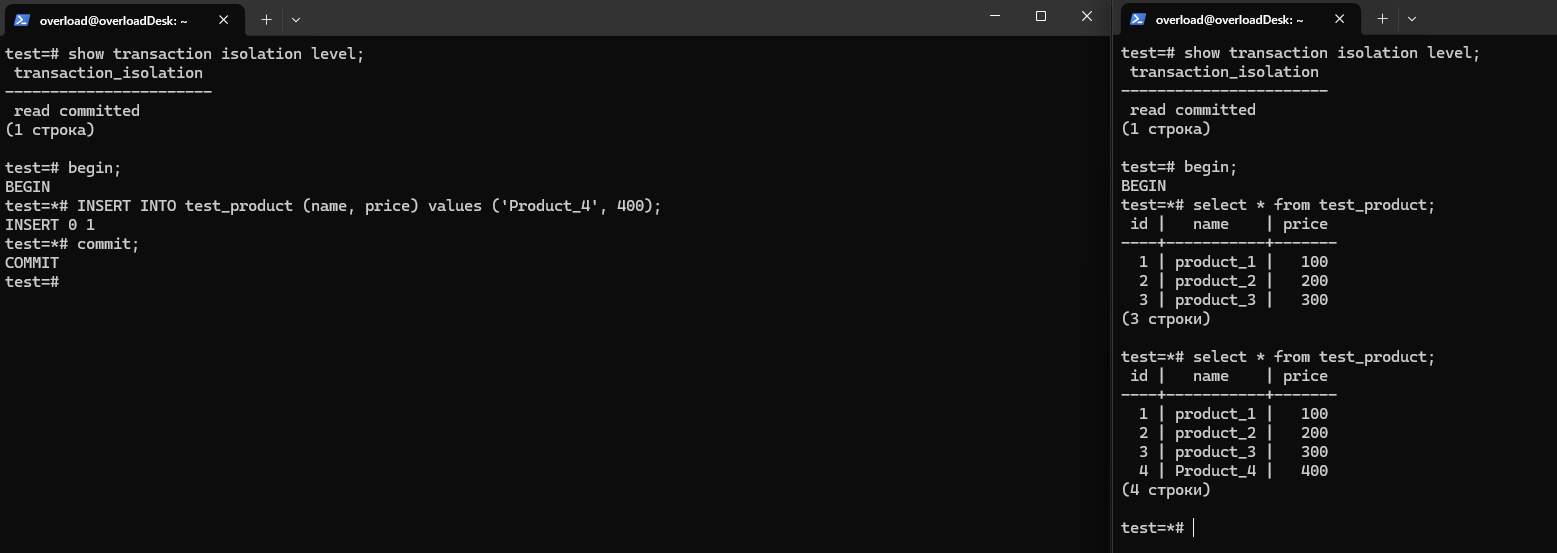 overload@overloadDesk: ~
test=# show transaction isolation level;
 transaction_isolation
-----------------------
 read committed
(1 строка)

test=# begin;
BEGIN
test=*# INSERT INTO test_product (name, price) values ('Product_4', 400);
INSERT 0 1
test=*# commit;
COMMIT
test=#
overload@overloadDesk: ~
test=# show transaction isolation level;
 transaction_isolation
-----------------------
 read committed
(1 строка)

test=# begin;
BEGIN
test=*# select * from test_product;
 id |   name    | price
----+-----------+-------
  1 | product_1 |   100
  2 | product_2 |   200
  3 | product_3 |   300
(3 строки)

test=*# select * from test_product;
 id |   name    | price
----+-----------+-------
  1 | product_1 |   100
  2 | product_2 |   200
  3 | product_3 |   300
  4 | Product_4 |   400
(4 строки)

test=*#